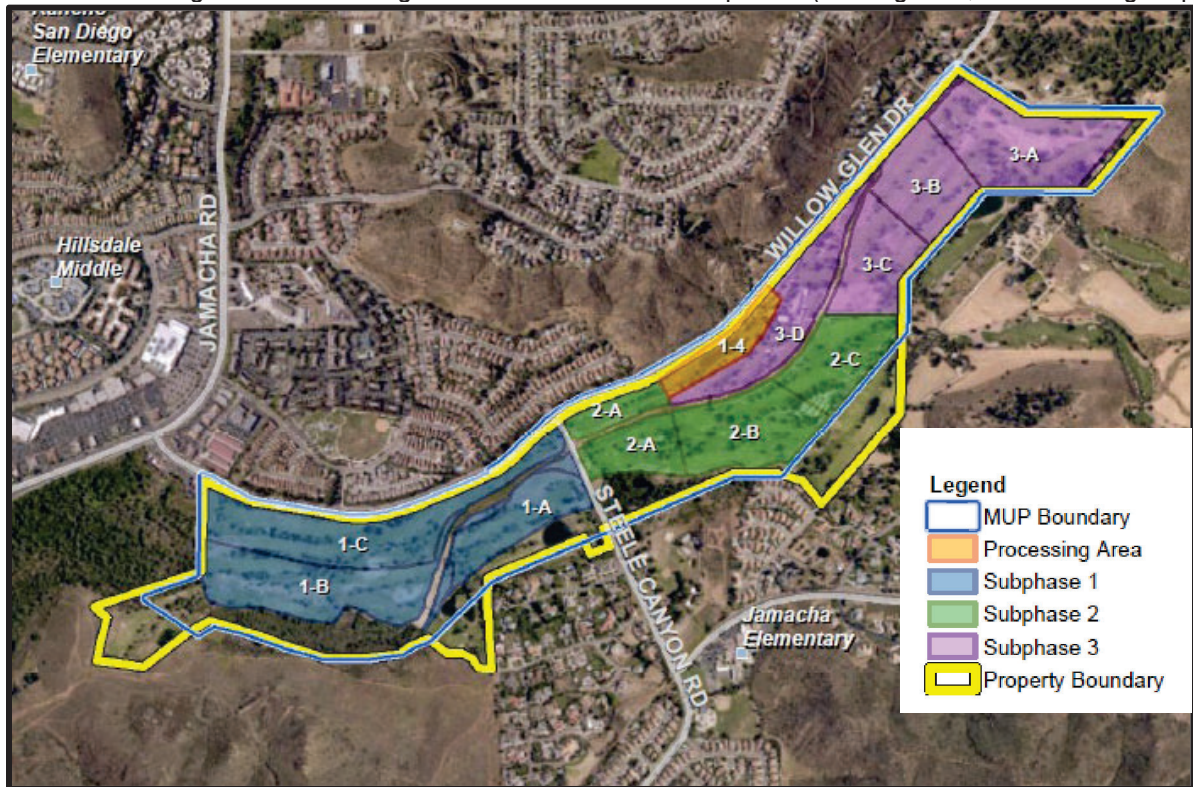 San Diego
Elementary
Hillsdale
Middle
JAMACHA RD
WILLOW GLEN DR
3-A
3-B
3-C
3-D
1-4
2-C
2-A
2-A
2-B
1-A
1-C
1-B
STEELE CANYON RD
Jamacha
Elementary
Legend
MUP Boundary
Processing Area
Subphase 1
Subphase 2
Subphase 3
Property Boundary